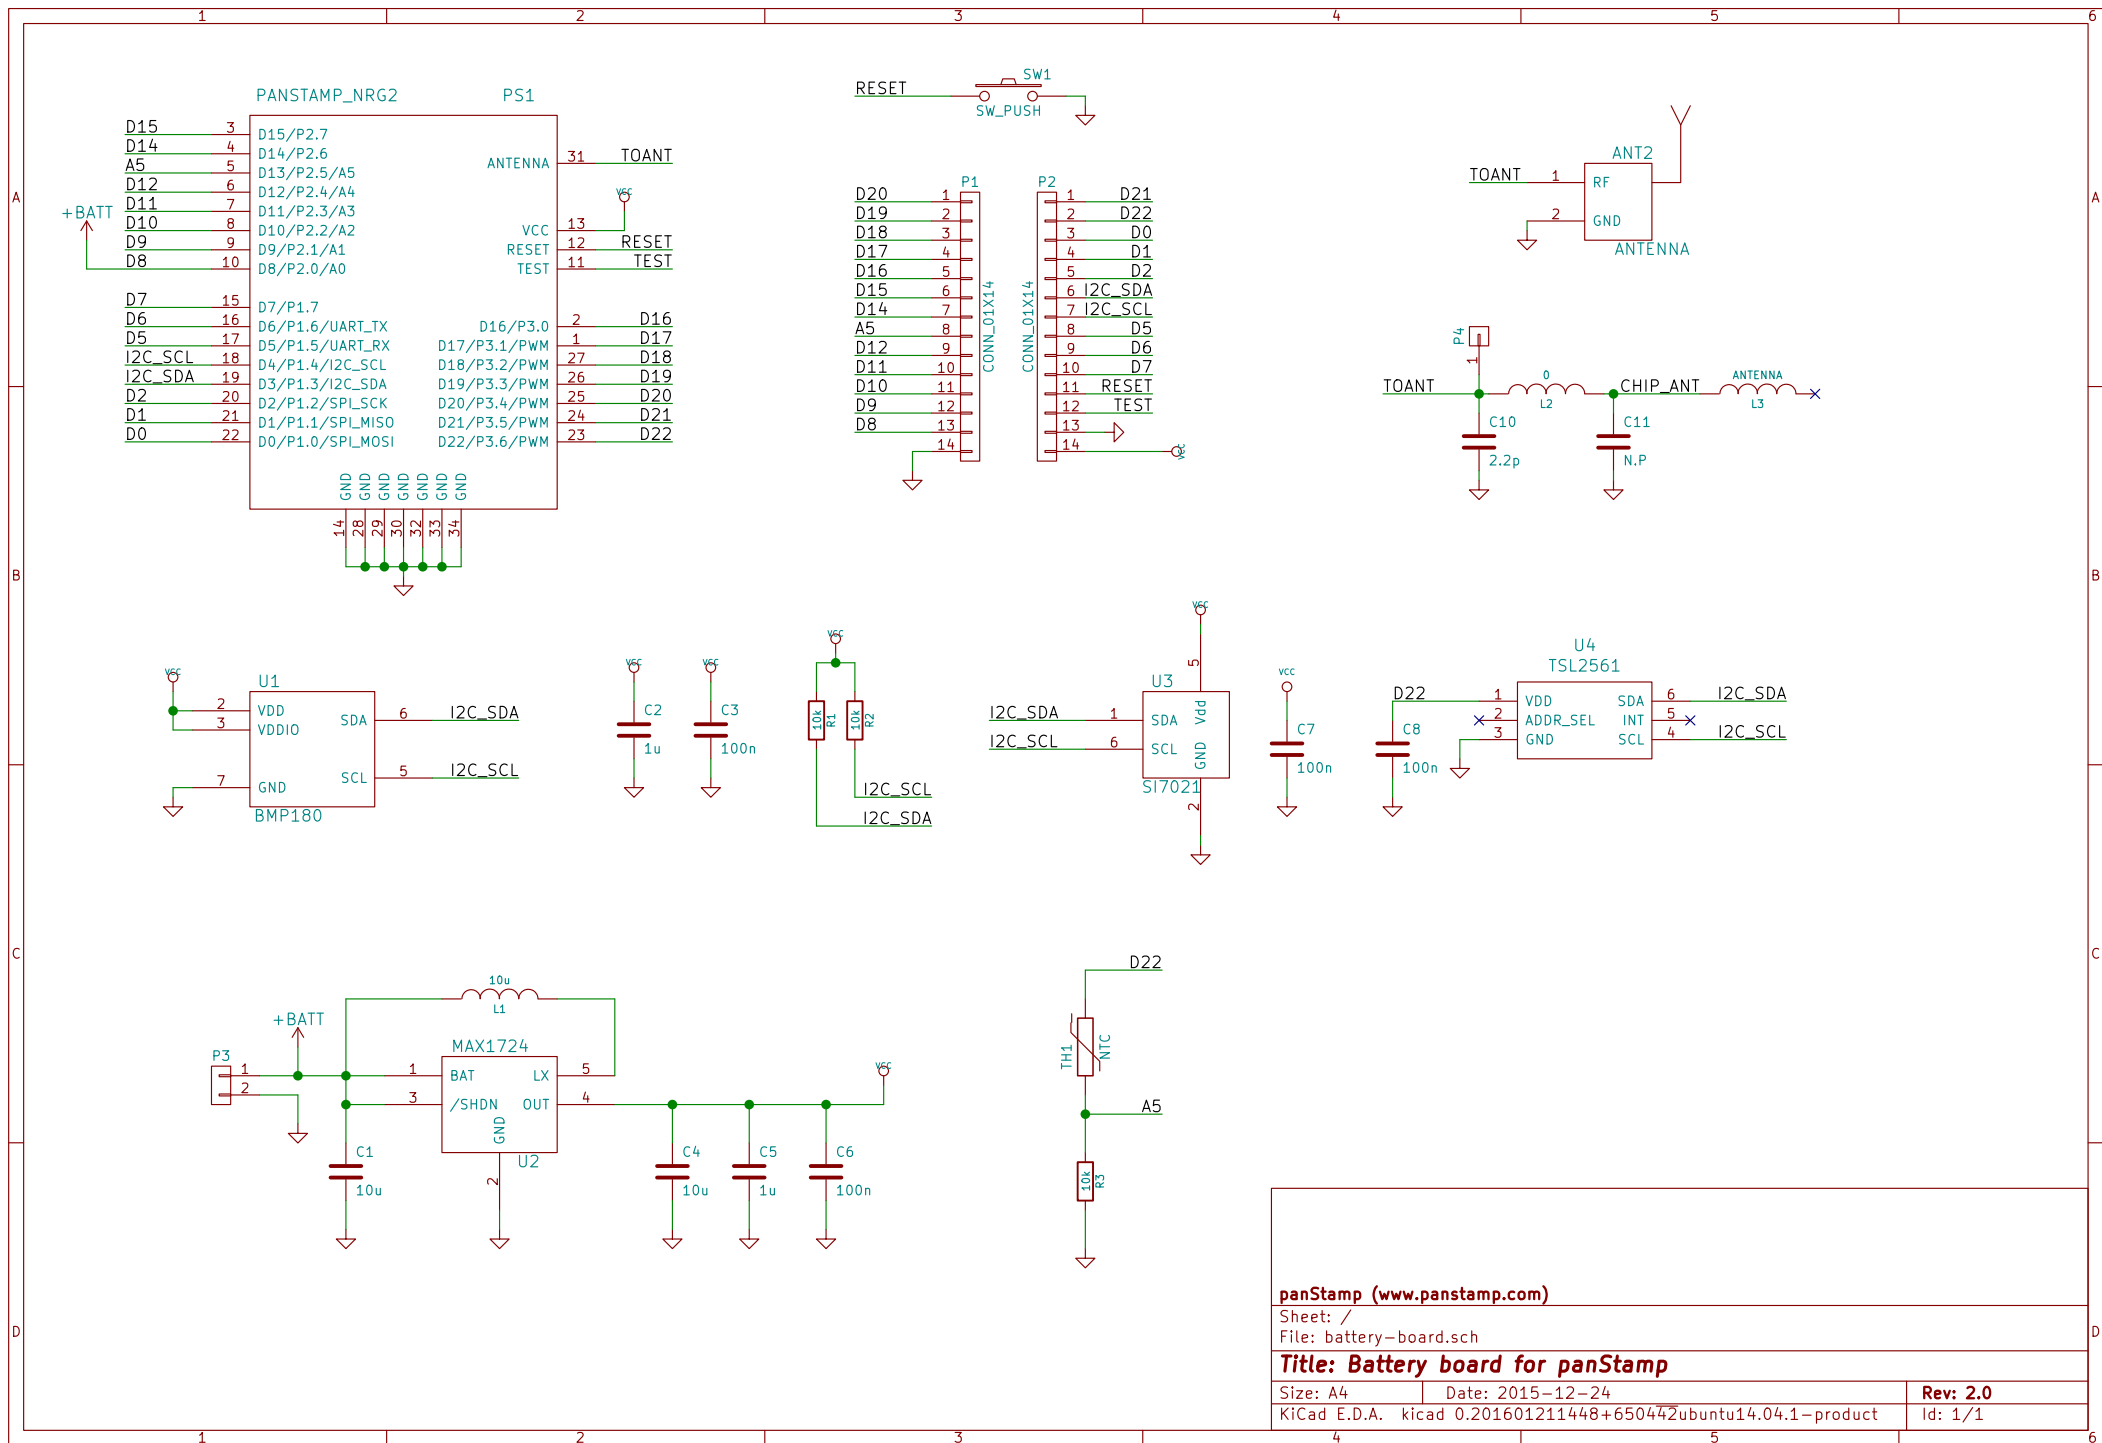 1 2 3 4 5 6
A
B
C
D
PANSTAMP_NRG2 PS1
D15 3 D15/P2.7
D14 4 D14/P2.6
A5 5 D13/P2.5/A5
D12 6 D12/P2.4/A4
D11 7 D11/P2.3/A3
D10 8 D10/P2.2/A2
D9 9 D9/P2.1/A1
D8 10 D8/P2.0/A0
+BATT
D7 15 D7/P1.7
D6 16 D6/P1.6/UART_TX
D5 17 D5/P1.5/UART_RX
I2C_SCL 18 D4/P1.4/I2C_SCL
I2C_SDA 19 D3/P1.3/I2C_SDA
D2 20 D2/P1.2/SPI_SCK
D1 21 D1/P1.1/SPI_MISO
D0 22 D0/P1.0/SPI_MOSI
ANTENNA 31 TOANT
VCC
VCC 13
RESET 12 RESET
TEST 11 TEST
D16/P3.0 2 D16
D17/P3.1/PWM 1 D17
D18/P3.2/PWM 27 D18
D19/P3.3/PWM 26 D19
D20/P3.4/PWM 25 D20
D21/P3.5/PWM 24 D21
D22/P3.6/PWM 23 D22
GND GND GND GND GND GND GND
14 28 29 30 32 33 34
RESET SW1
SW_PUSH
P1
D20 1
D19 2
D18 3
D17 4
D16 5
D15 6
D14 7
A5 8
D12 9
D11 10
D10 11
D9 12
D8 13
14
CONN_01X14
P2
1 D21
2 D22
3 D0
4 D1
5 D2
6 I2C_SDA
7 I2C_SCL
8 D5
9 D6
10 D7
11 RESET
12 TEST
13
14 VCC
CONN_01X14
ANT2
TOANT 1 RF
2 GND
ANTENNA
P4
1
TOANT 0 CHIP_ANT ANTENNA
L2 L3
C10 C11
2.2p N.P
VCC
U1
2 VDD
3 VDDIO
7 GND
SDA 6 I2C_SDA
SCL 5 I2C_SCL
BMP180
VCC
C2
1u
VCC
C3
100n
VCC
10k R1 10k R2
I2C_SCL
I2C_SDA
VCC
5
U3
I2C_SDA 1 SDA Vdd
I2C_SCL 6 SCL GND
SI7021
2
VCC
C7
100n
D22
C8
100n
U4
TSL2561
1 VDD SDA 6 I2C_SDA
2 ADDR_SEL INT 5
3 GND SCL 4 I2C_SCL
10u
L1
+BATT
P3
1
2
MAX1724
1 BAT LX 5
3 /SHDN OUT 4
GND
U2
2
VCC
C1
10u
C4
10u
C5
1u
C6
100n
D22
TH1 NTC
A5
10k R3
panStamp (www.panstamp.com)
Sheet: /
File: battery-board.sch
Title: Battery board for panStamp
Size: A4 Date: 2015-12-24 Rev: 2.0
KiCad E.D.A. kicad 0.201601211448+650442ubuntu14.04.1-product Id: 1/1
A
B
C
D
1 2 3 4 5 6